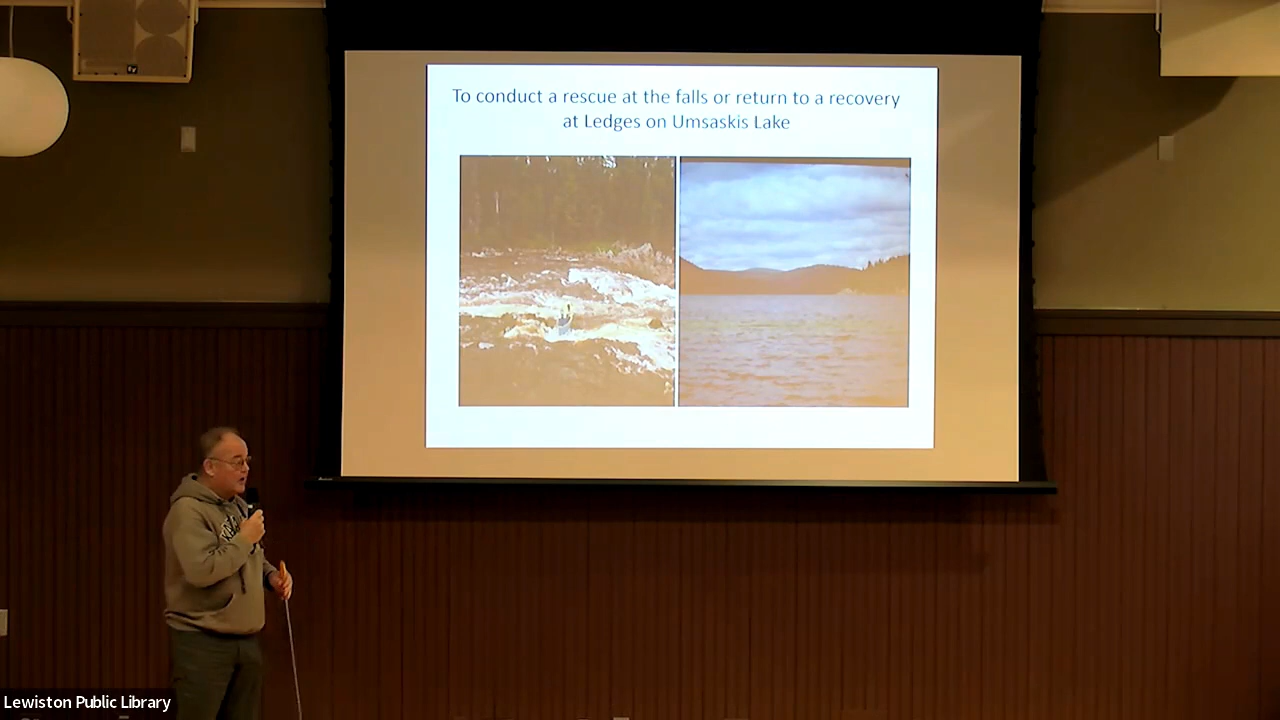 To conduct a rescue at the falls or return to a recovery
at Ledges on Umsaskis Lake
Lewiston Public Library